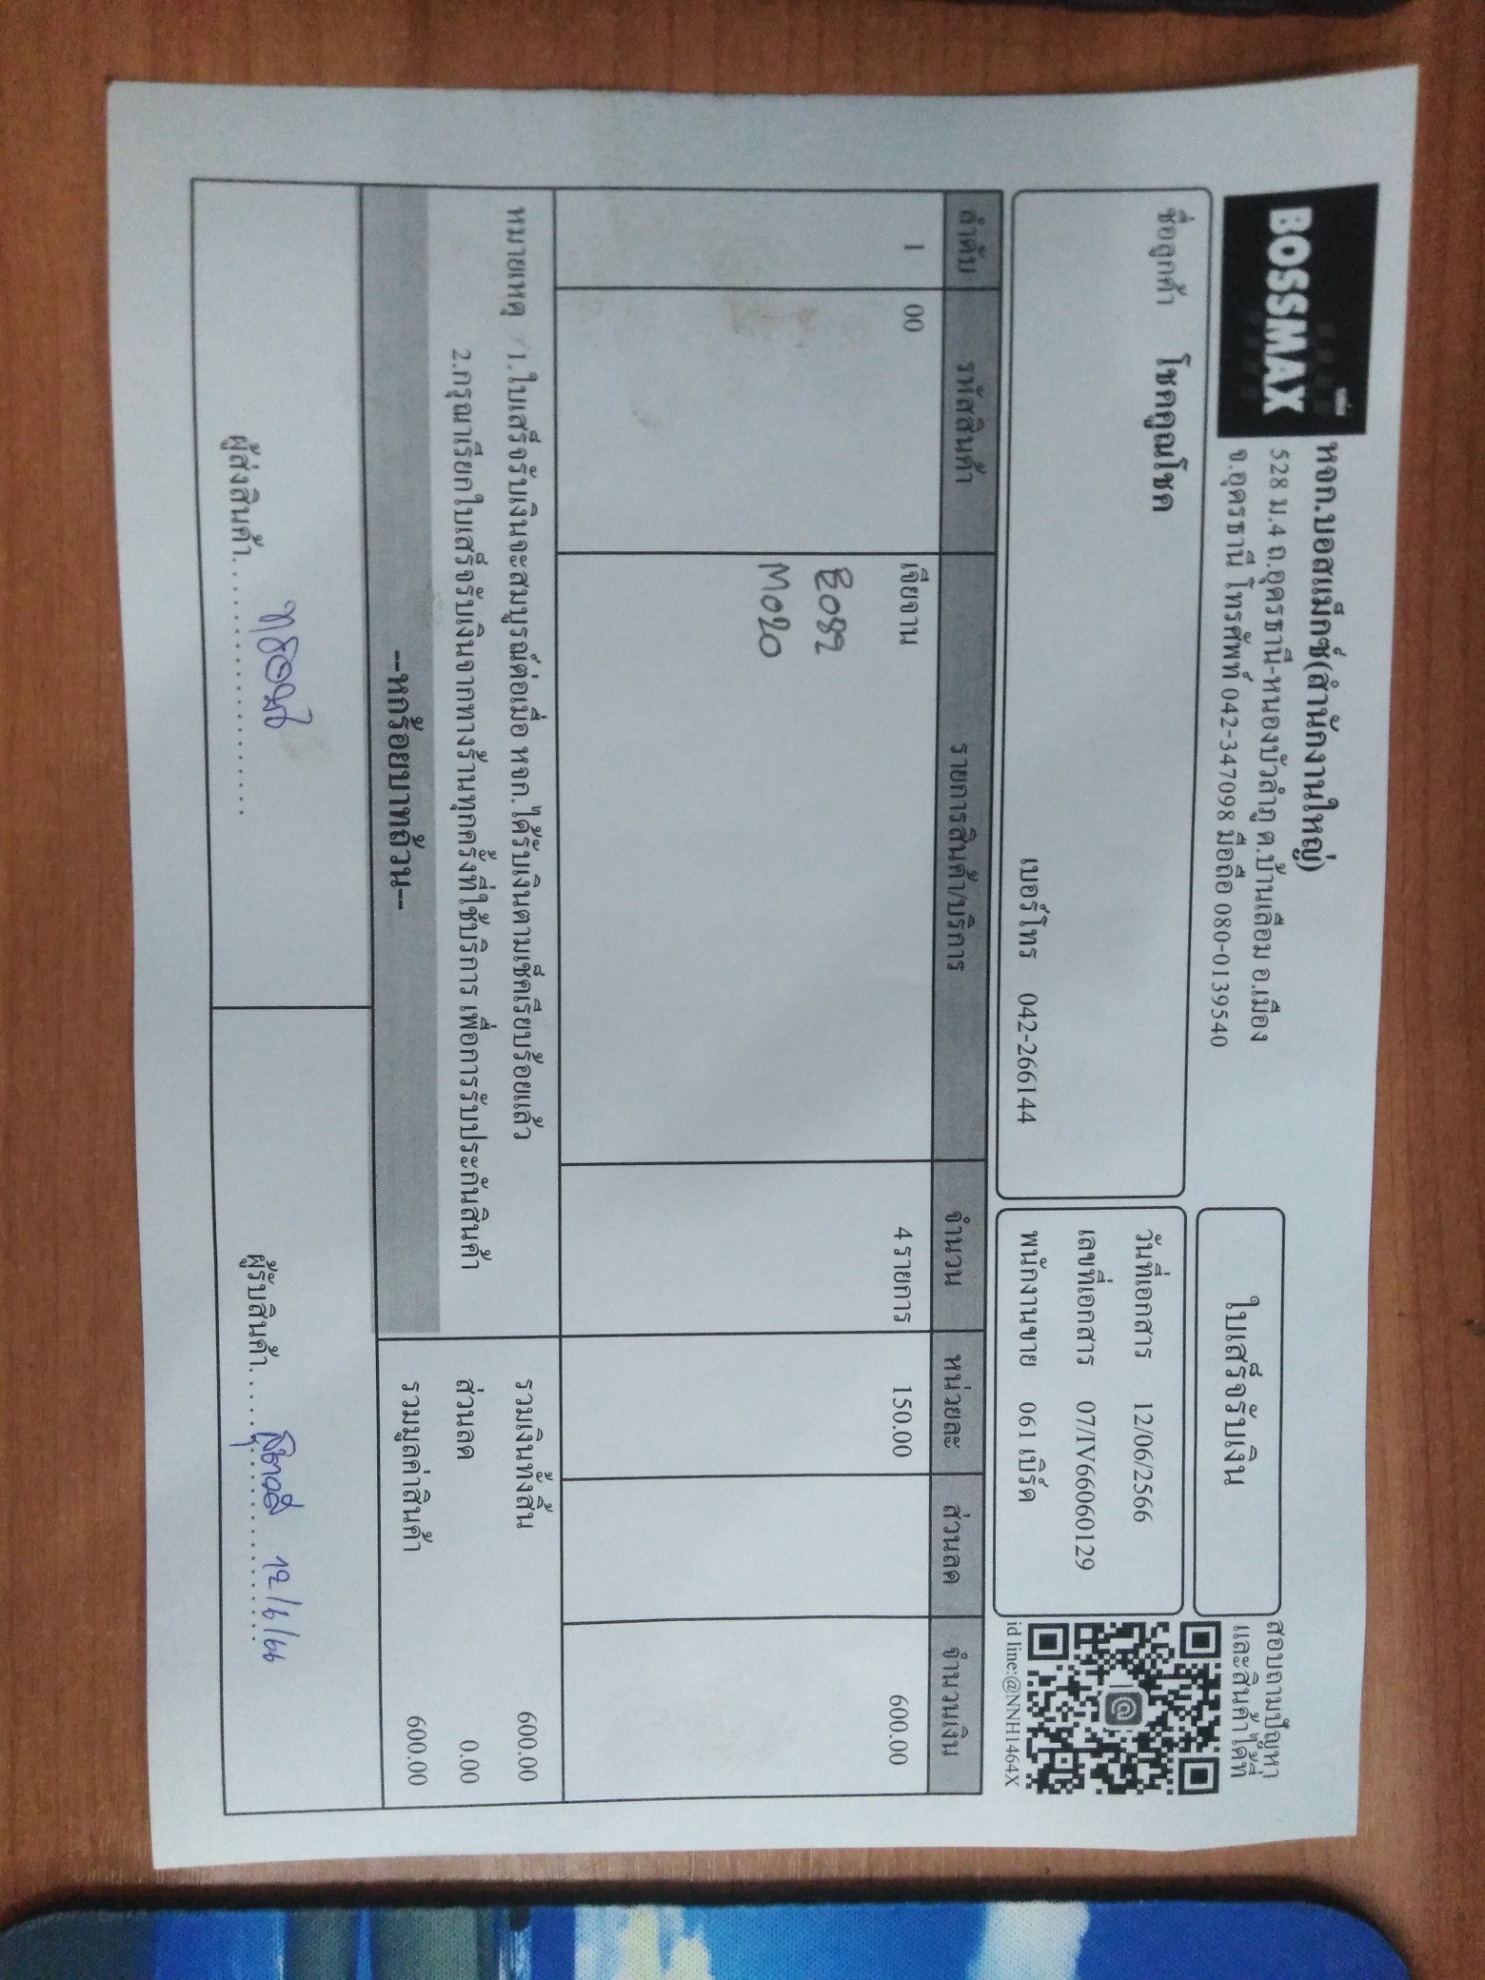 BOSSMAX
หจก.บอสแม็กซ์(สำนักงานใหญ่)
528 ม.4 ถ.อุดรธานี-หนองบัวลำภู ต.บ้านเลื่อม อ.เมือง
จ.อุดรธานี โทรศัพท์ 042-347098 มือถือ 080-0139540
ใบเสร็จรับเงิน
สอบถามปัญหา
และสินค้าได้ที่
ชื่อลูกค้า โชคคูณโชค
เบอร์โทร 042-266144
วันที่เอกสาร 12/06/2566
เลขที่เอกสาร 07/IV66060129
พนักงานขาย 061 เบิร์ด
id line:@NNH1464X
ลำดับ รหัสสินค้า รายการสินค้า/บริการ จำนวน หน่วยละ ส่วนลด จำนวนเงิน
1 00 เจียจาน 4 รายการ 150.00 600.00
B082
M020
หมายเหตุ 1.ใบเสร็จรับเงินจะสมบูรณ์ต่อเมื่อ หจก.ได้รับเงินตามเช็คเรียบร้อยแล้ว
2.กรุณาเรียกใบเสร็จรับเงินจากทางร้านทุกครั้งที่ใช้บริการ เพื่อการรับประกันสินค้า
รวมเงินทั้งสิ้น 600.00
ส่วนลด 0.00
รวมมูลค่าสินค้า 600.00
--หกร้อยบาทถ้วน--
ผู้ส่งสินค้า
ผู้รับสินค้า 12/6/66